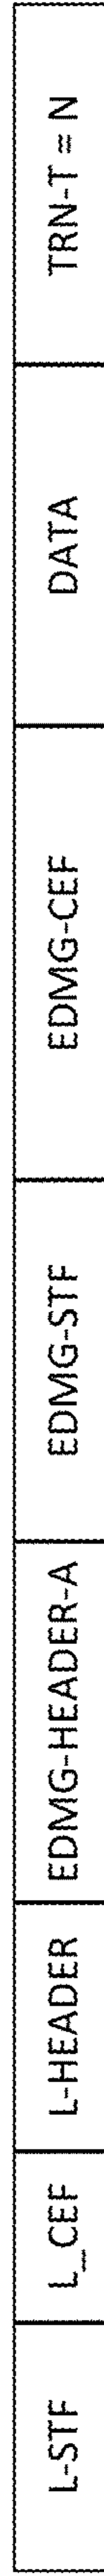 L-STF
L_CEF
L-HEADER
EDMG-HEADER-A
EDMG-STF
EDMG-CEF
DATA
TRN-T = N